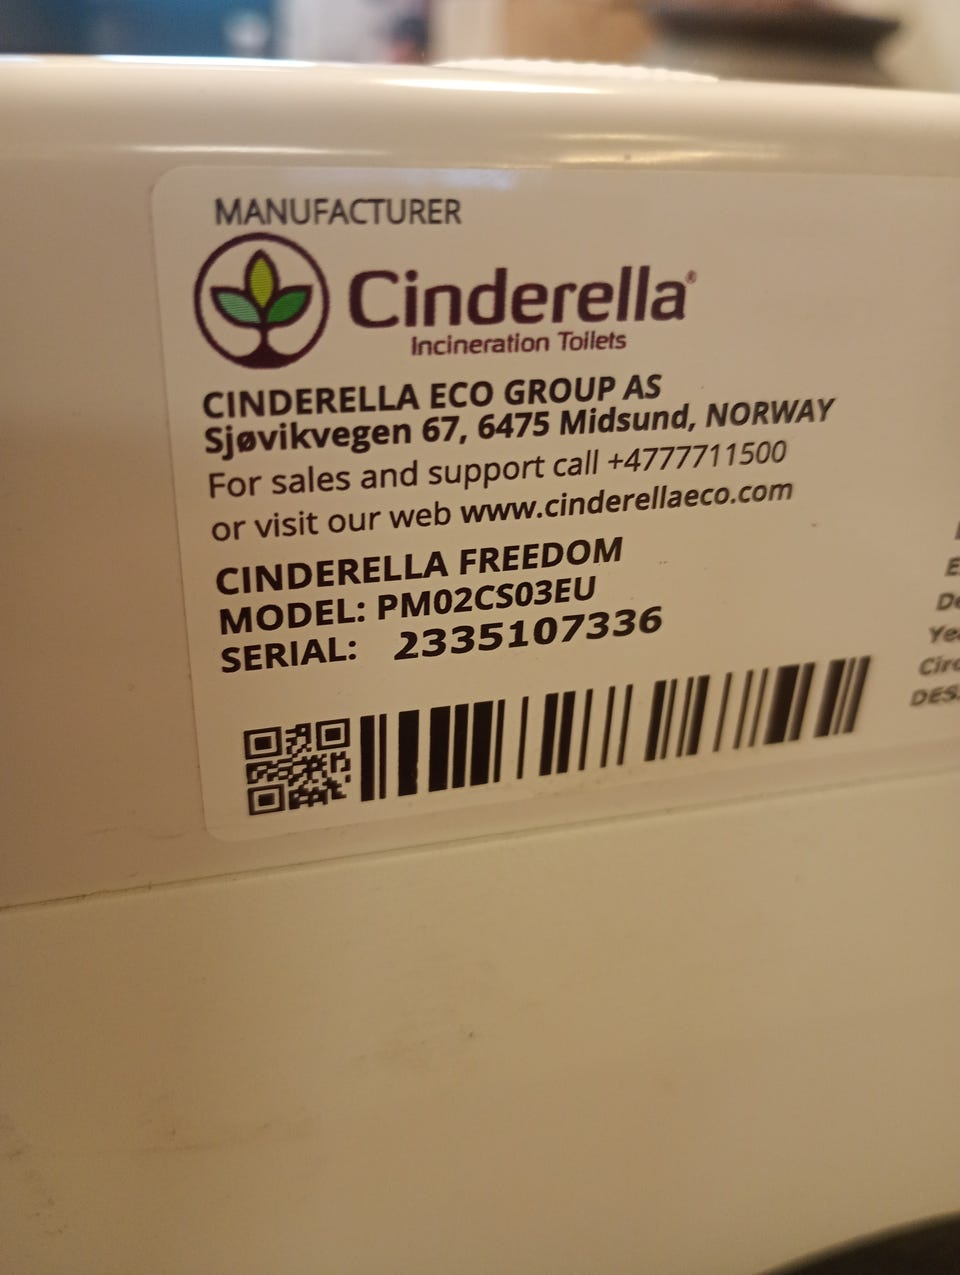 MANUFACTURER
Cinderella®
Incineration Toilets
CINDERELLA ECO GROUP AS
Sjøvikvegen 67, 6475 Midsund, NORWAY
For sales and support call +4777711500
or visit our web www.cinderellaeco.com
CINDERELLA FREEDOM
MODEL: PM02CS03EU
SERIAL: 2335107336
DES